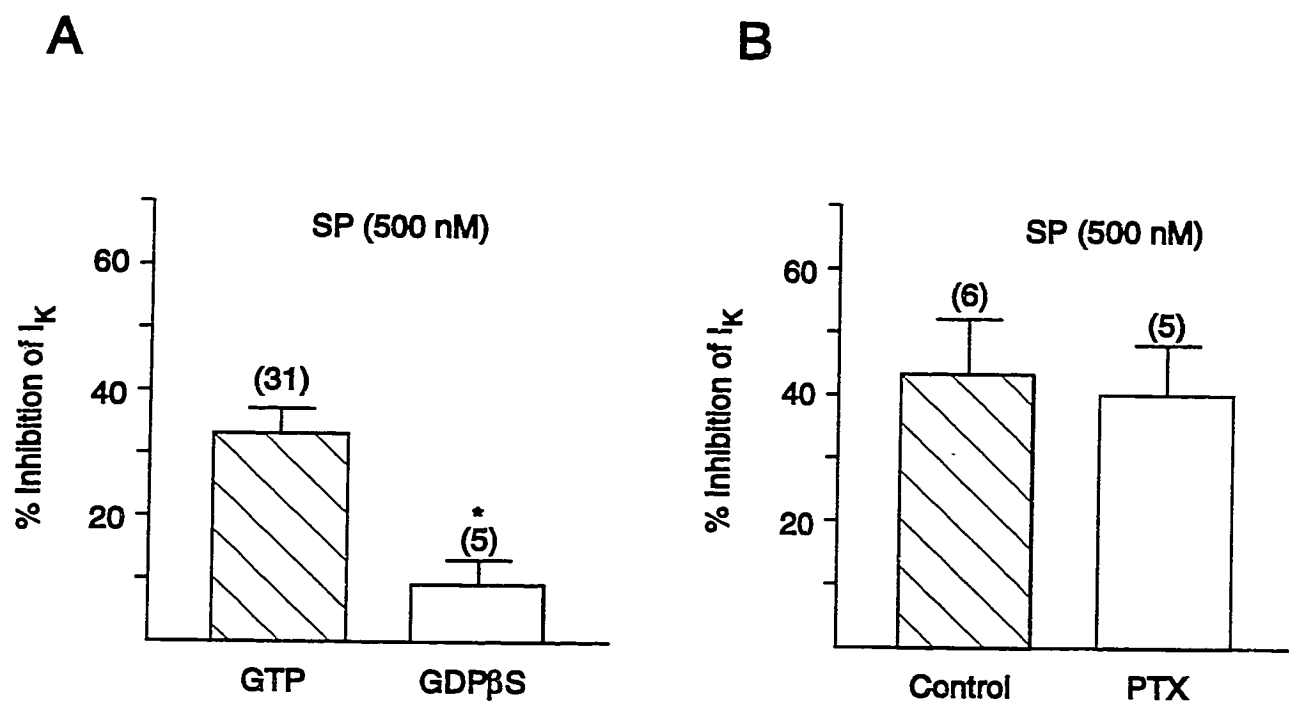 A
SP (500 nM)
60
40
20
% Inhibition of IK
(31)
*
(5)
GTP
GDPβS
B
SP (500 nM)
60
40
20
% Inhibition of IK
(6)
(5)
Control
PTX